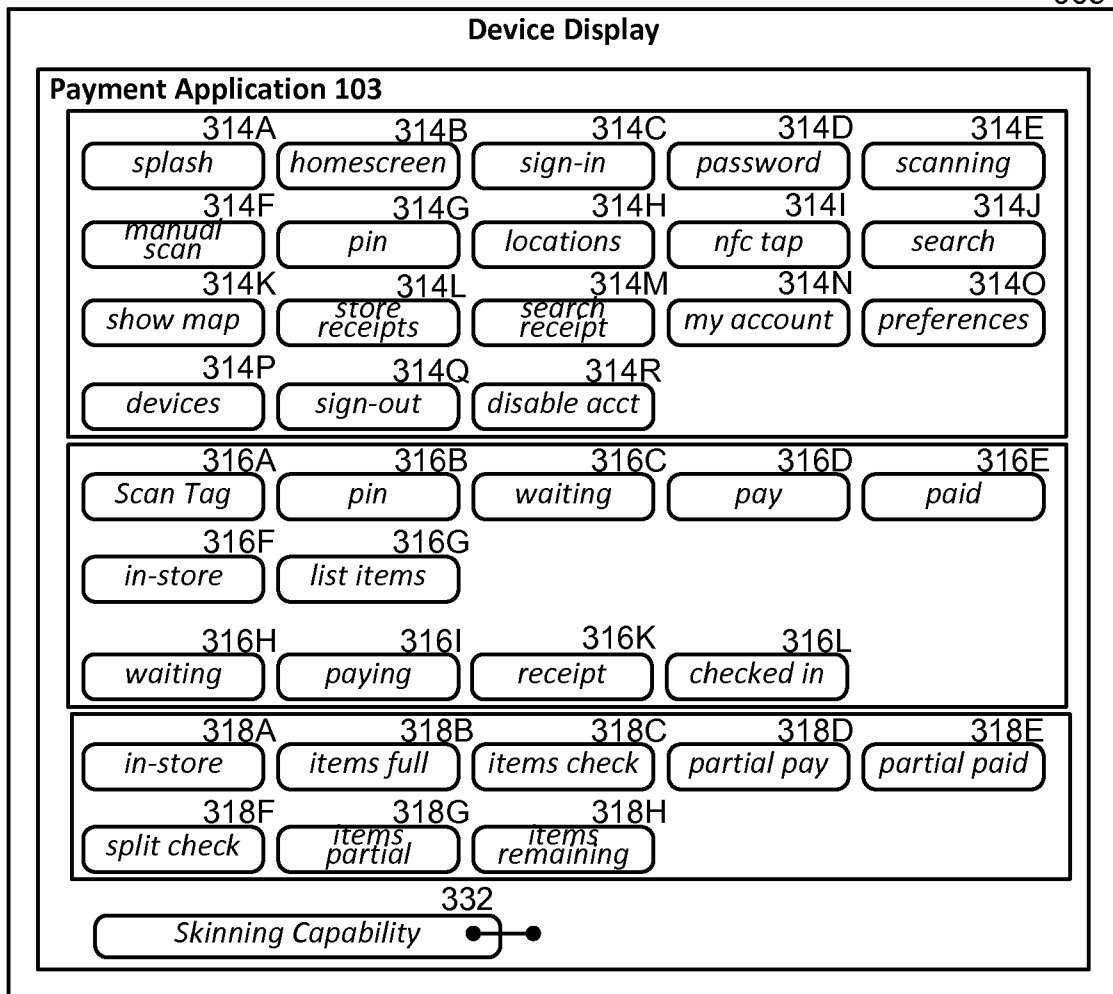 Device Display
Payment Application 103
314A 314B 314C 314D 314E
splash homescreen sign-in password scanning
314F 314G 314H 314I 314J
manual scan pin locations nfc tap search
314K 314L 314M 314N 314O
show map store receipts search receipt my account preferences
314P 314Q 314R
devices sign-out disable acct
316A 316B 316C 316D 316E
Scan Tag pin waiting pay paid
316F 316G
in-store list items
316H 316I 316K 316L
waiting paying receipt checked in
318A 318B 318C 318D 318E
in-store items full items check partial pay partial paid
318F 318G 318H
split check items partial items remaining
332
Skinning Capability